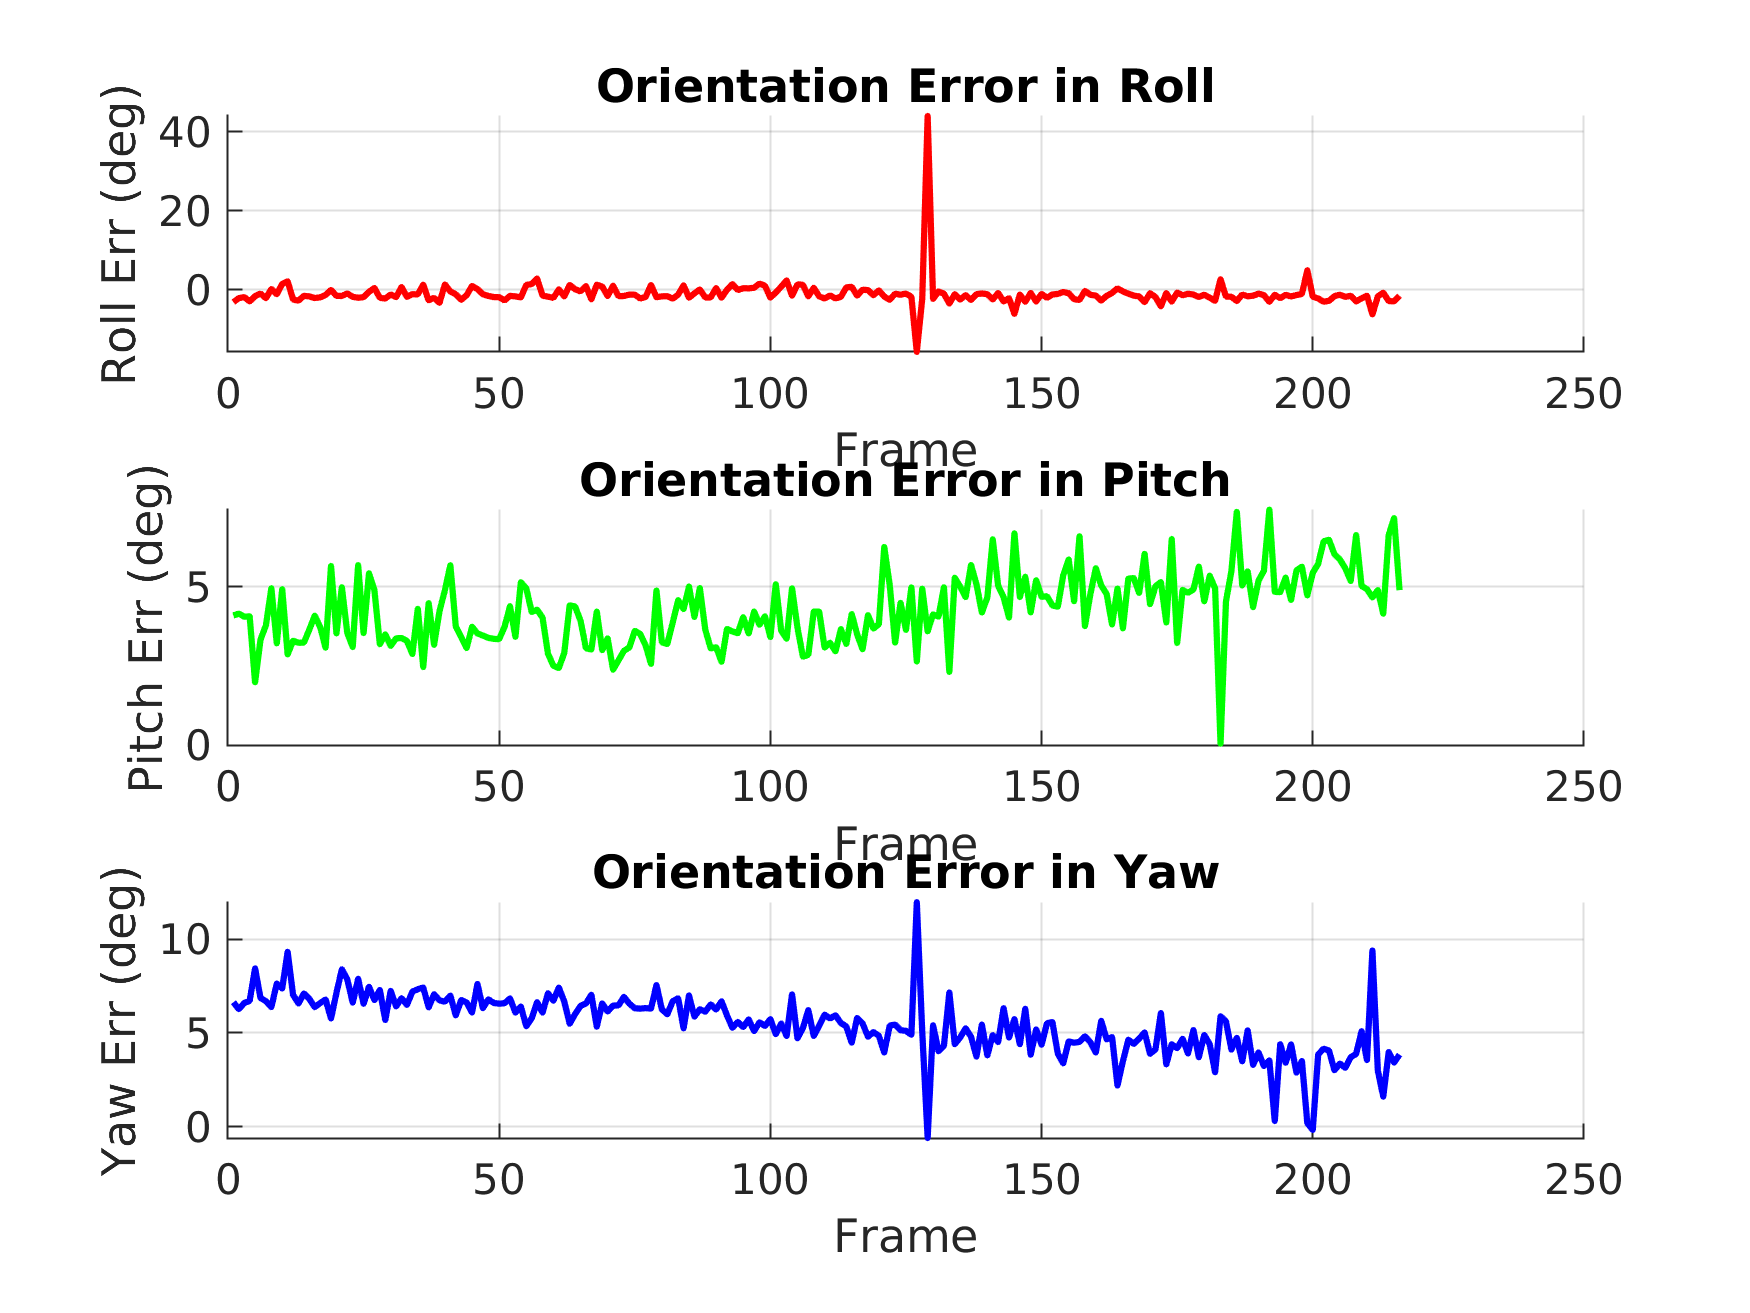 Orientation Error in Roll
Roll Err (deg)
40
20
0
0 50 100 150 200 250
Frame
Orientation Error in Pitch
Pitch Err (deg)
5
0
0 50 100 150 200 250
Frame
Orientation Error in Yaw
Yaw Err (deg)
10
5
0
0 50 100 150 200 250
Frame